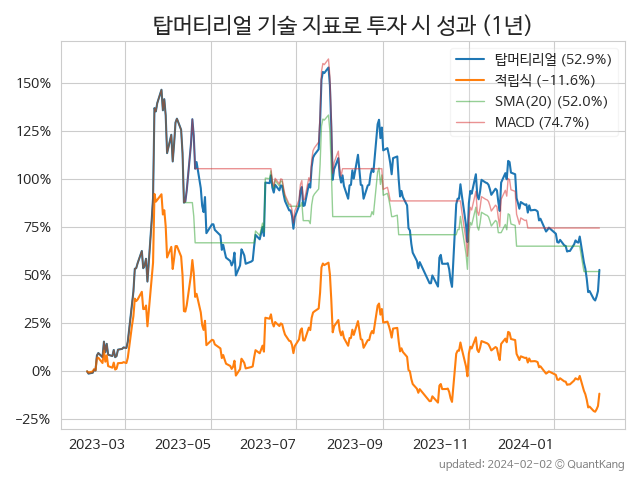 탑머티리얼 기술 지표로 투자 시 성과 (1년)
탑머티리얼 (52.9%)
적립식 (-11.6%)
SMA(20) (52.0%)
MACD (74.7%)
150%
125%
100%
75%
50%
25%
0%
−25%
2023-03 2023-05 2023-07 2023-09 2023-11 2024-01
updated: 2024-02-02 © QuantKang